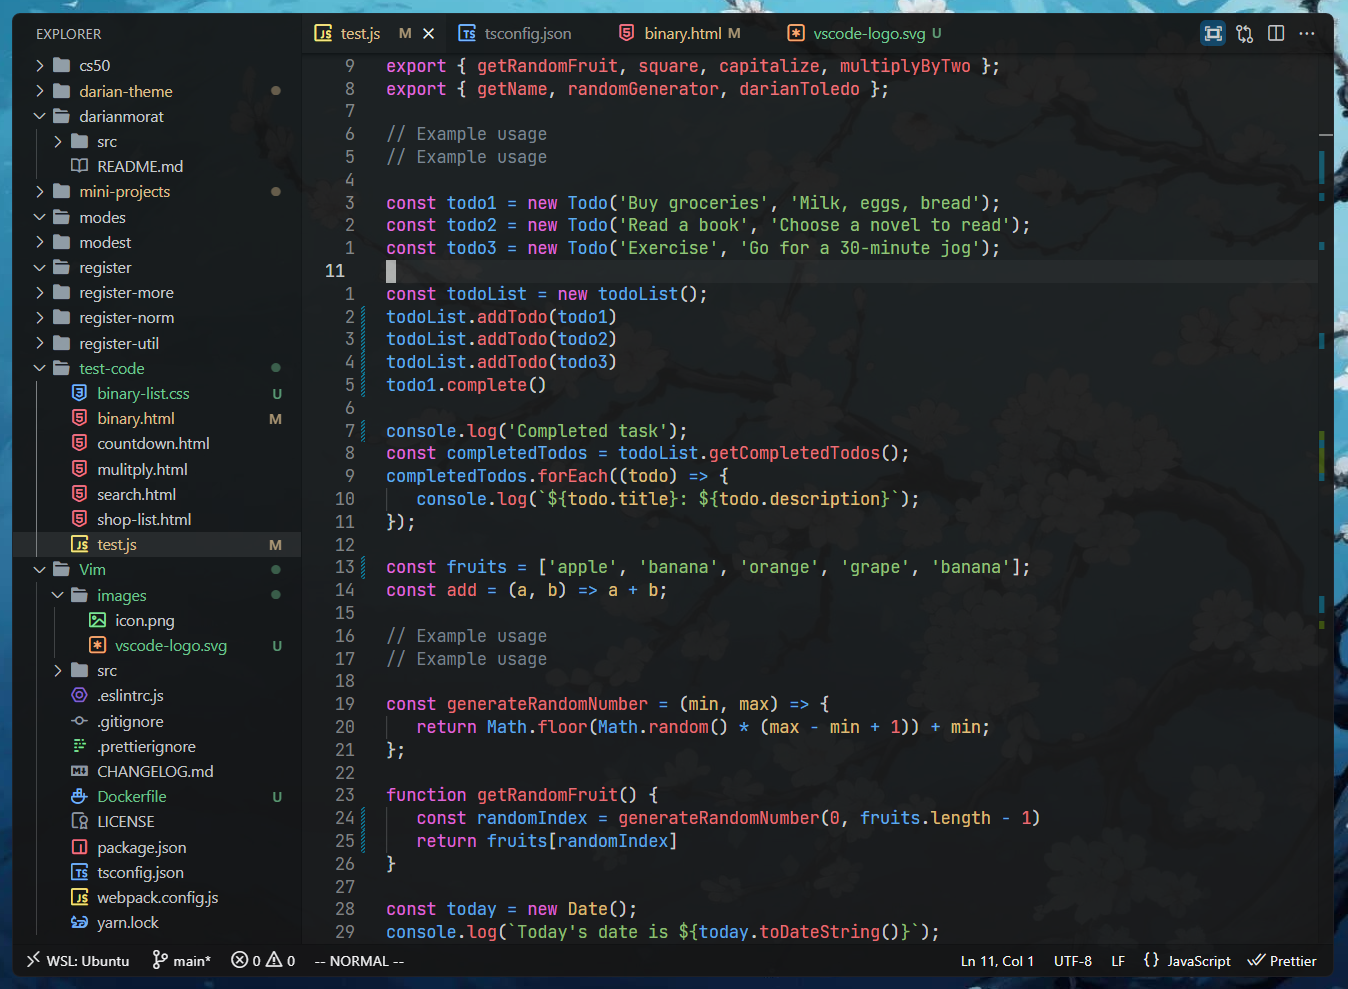 EXPLORER
cs50
darian-theme
darianmorat
src
README.md
mini-projects
modes
modest
register
register-more
register-norm
register-util
test-code
binary-list.css U
binary.html M
countdown.html
mulitply.html
search.html
shop-list.html
test.js M
Vim
images
icon.png
vscode-logo.svg U
src
.eslintrc.js
.gitignore
.prettierignore
CHANGELOG.md
Dockerfile U
LICENSE
package.json
tsconfig.json
webpack.config.js
yarn.lock
JS test.js M TS tsconfig.json binary.html M vscode-logo.svg U
9 export { getRandomFruit, square, capitalize, multiplyByTwo };
8 export { getName, randomGenerator, darianToledo };
7
6 // Example usage
5 // Example usage
4
3 const todo1 = new Todo('Buy groceries', 'Milk, eggs, bread');
2 const todo2 = new Todo('Read a book', 'Choose a novel to read');
1 const todo3 = new Todo('Exercise', 'Go for a 30-minute jog');
11
1 const todoList = new todoList();
2 todoList.addTodo(todo1)
3 todoList.addTodo(todo2)
4 todoList.addTodo(todo3)
5 todo1.complete()
6
7 console.log('Completed task');
8 const completedTodos = todoList.getCompletedTodos();
9 completedTodos.forEach((todo) => {
10 console.log(`${todo.title}: ${todo.description}`);
11 });
12
13 const fruits = ['apple', 'banana', 'orange', 'grape', 'banana'];
14 const add = (a, b) => a + b;
15
16 // Example usage
17 // Example usage
18
19 const generateRandomNumber = (min, max) => {
20 return Math.floor(Math.random() * (max - min + 1)) + min;
21 };
22
23 function getRandomFruit() {
24 const randomIndex = generateRandomNumber(0, fruits.length - 1)
25 return fruits[randomIndex]
26 }
27
28 const today = new Date();
29 console.log(`Today's date is ${today.toDateString()}`);
WSL: Ubuntu main* 0 0 -- NORMAL -- Ln 11, Col 1 UTF-8 LF {} JavaScript Prettier